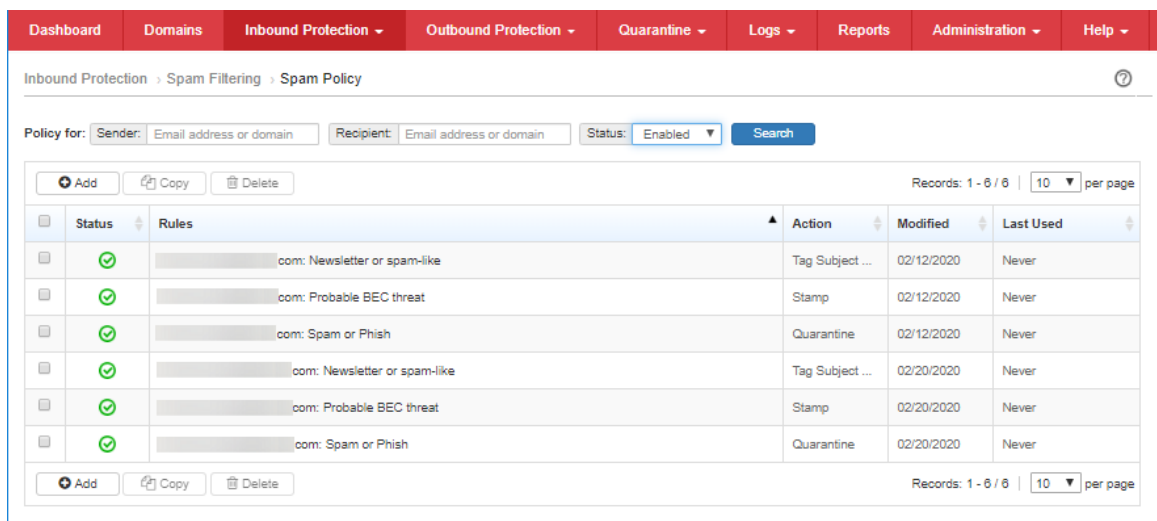 Dashboard Domains Inbound Protection Outbound Protection Quarantine Logs Reports Administration Help
Inbound Protection › Spam Filtering › Spam Policy
Policy for: Sender: Email address or domain Recipient: Email address or domain Status: Enabled Search
Add Copy Delete Records: 1 - 6 / 6 | 10 per page
Status Rules Action Modified Last Used
com: Newsletter or spam-like Tag Subject ... 02/12/2020 Never
com: Probable BEC threat Stamp 02/12/2020 Never
com: Spam or Phish Quarantine 02/12/2020 Never
com: Newsletter or spam-like Tag Subject ... 02/20/2020 Never
com: Probable BEC threat Stamp 02/20/2020 Never
com: Spam or Phish Quarantine 02/20/2020 Never
Add Copy Delete Records: 1 - 6 / 6 | 10 per page